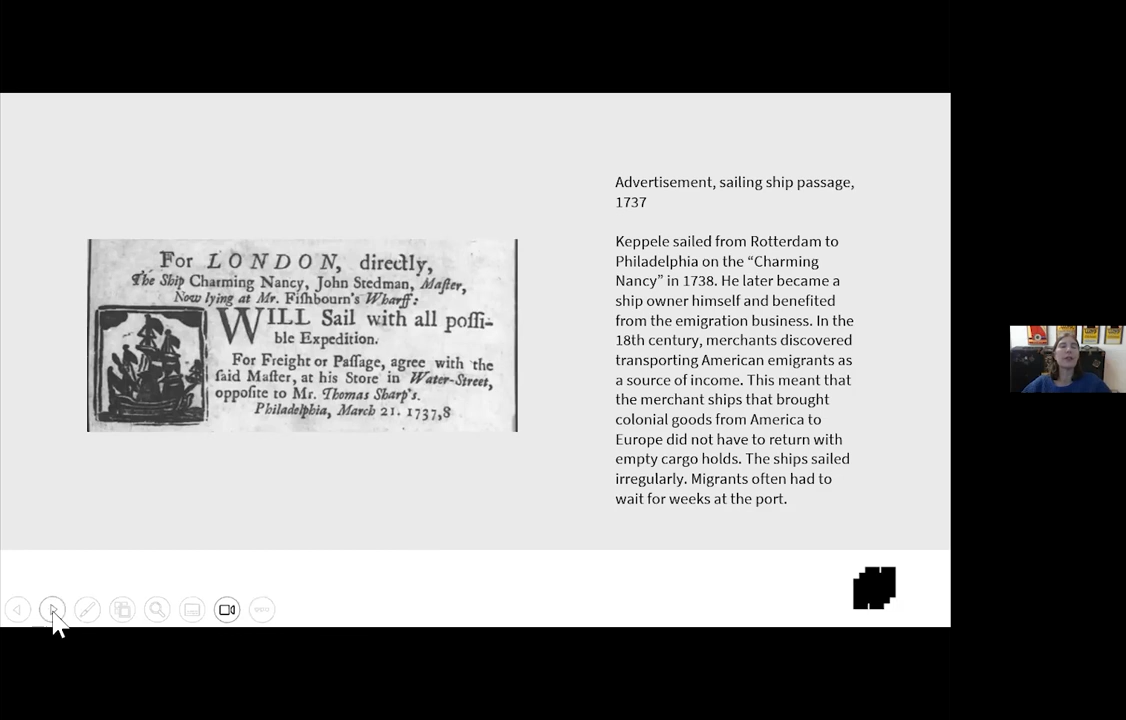 For LONDON, directly,
The Ship Charming Nancy, John Stedman, Master,
Now lying at Mr. Fiſhbourn's Wharff:
WILL Sail with all poſſi-
ble Expedition.
For Freight or Paſſage, agree with the
ſaid Maſter, at his Store in Water-Street,
oppoſite to Mr. Thomas Sharp's.
Philadelphia, March 21. 1737,8
Advertisement, sailing ship passage,
1737
Keppele sailed from Rotterdam to
Philadelphia on the “Charming
Nancy” in 1738. He later became a
ship owner himself and benefited
from the emigration business. In the
18th century, merchants discovered
transporting American emigrants as
a source of income. This meant that
the merchant ships that brought
colonial goods from America to
Europe did not have to return with
empty cargo holds. The ships sailed
irregularly. Migrants often had to
wait for weeks at the port.